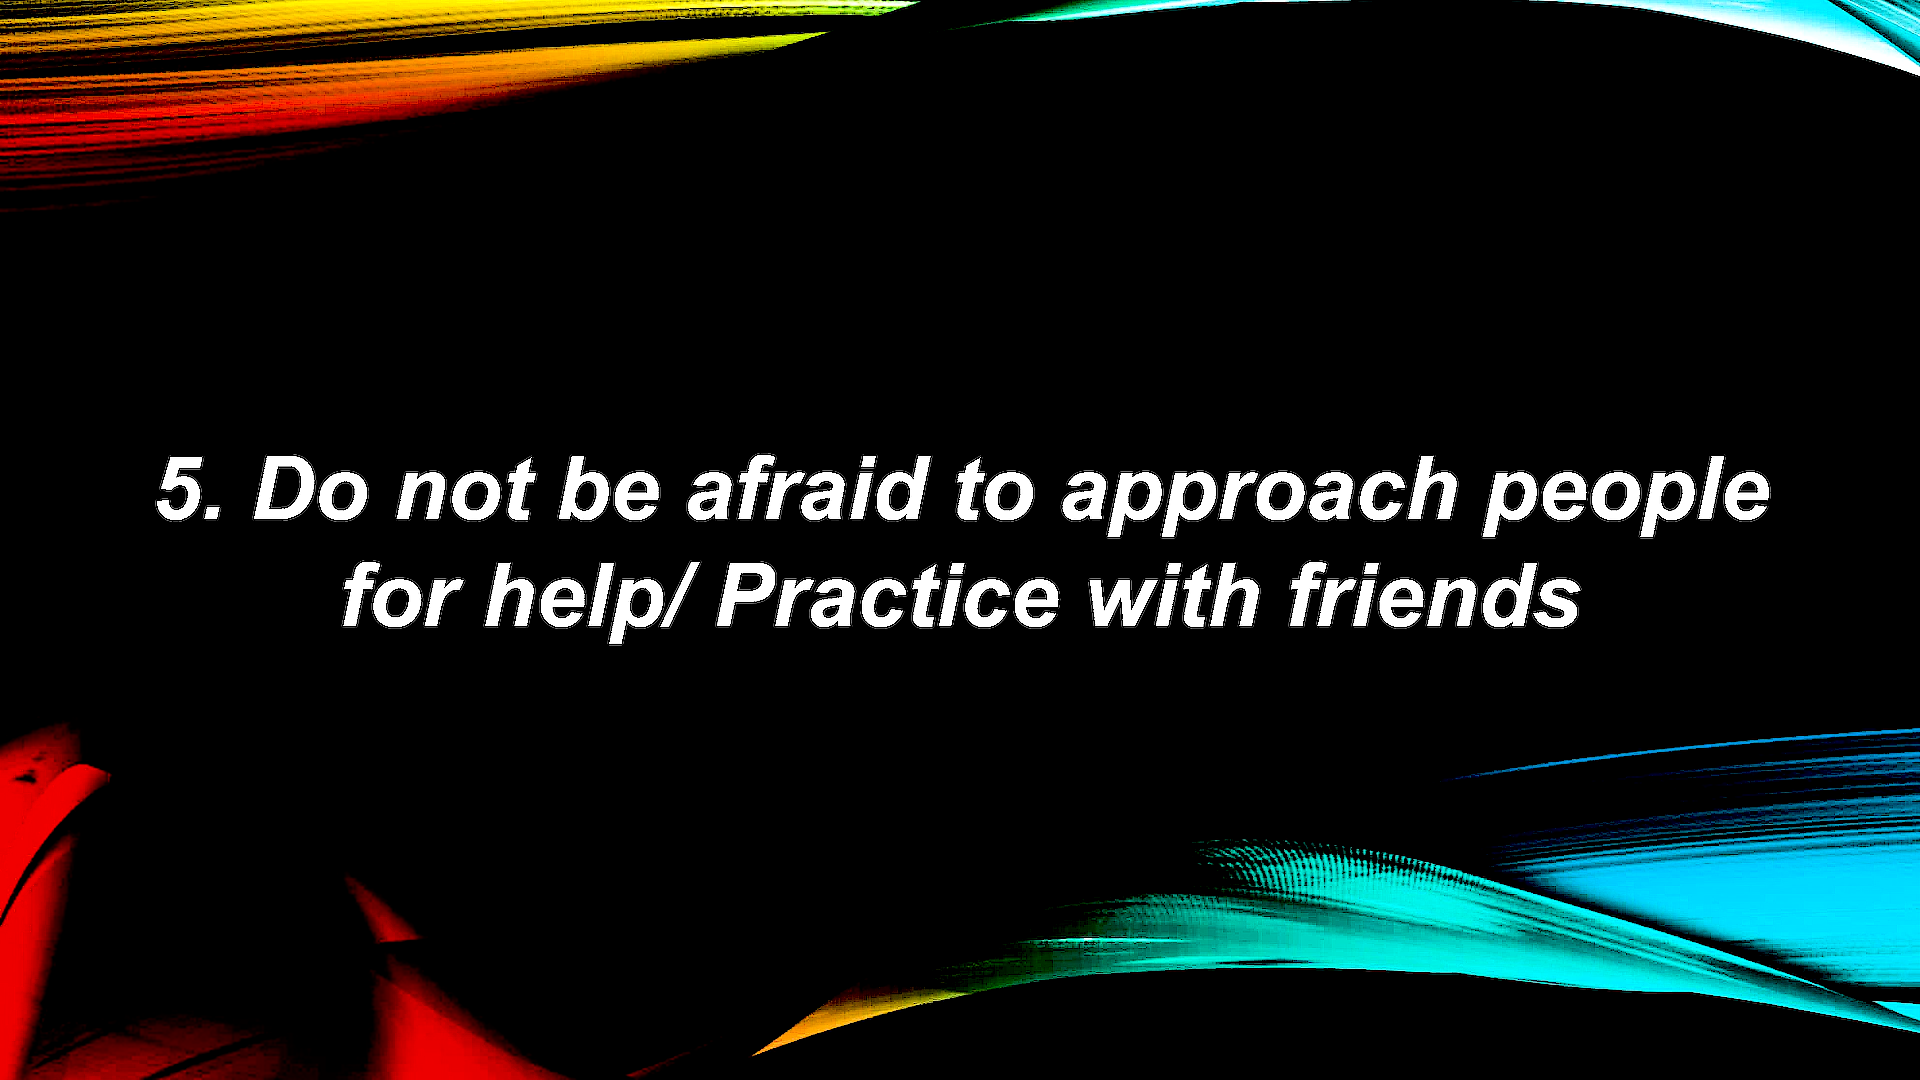 5. Do not be afraid to approach people
for help/ Practice with friends